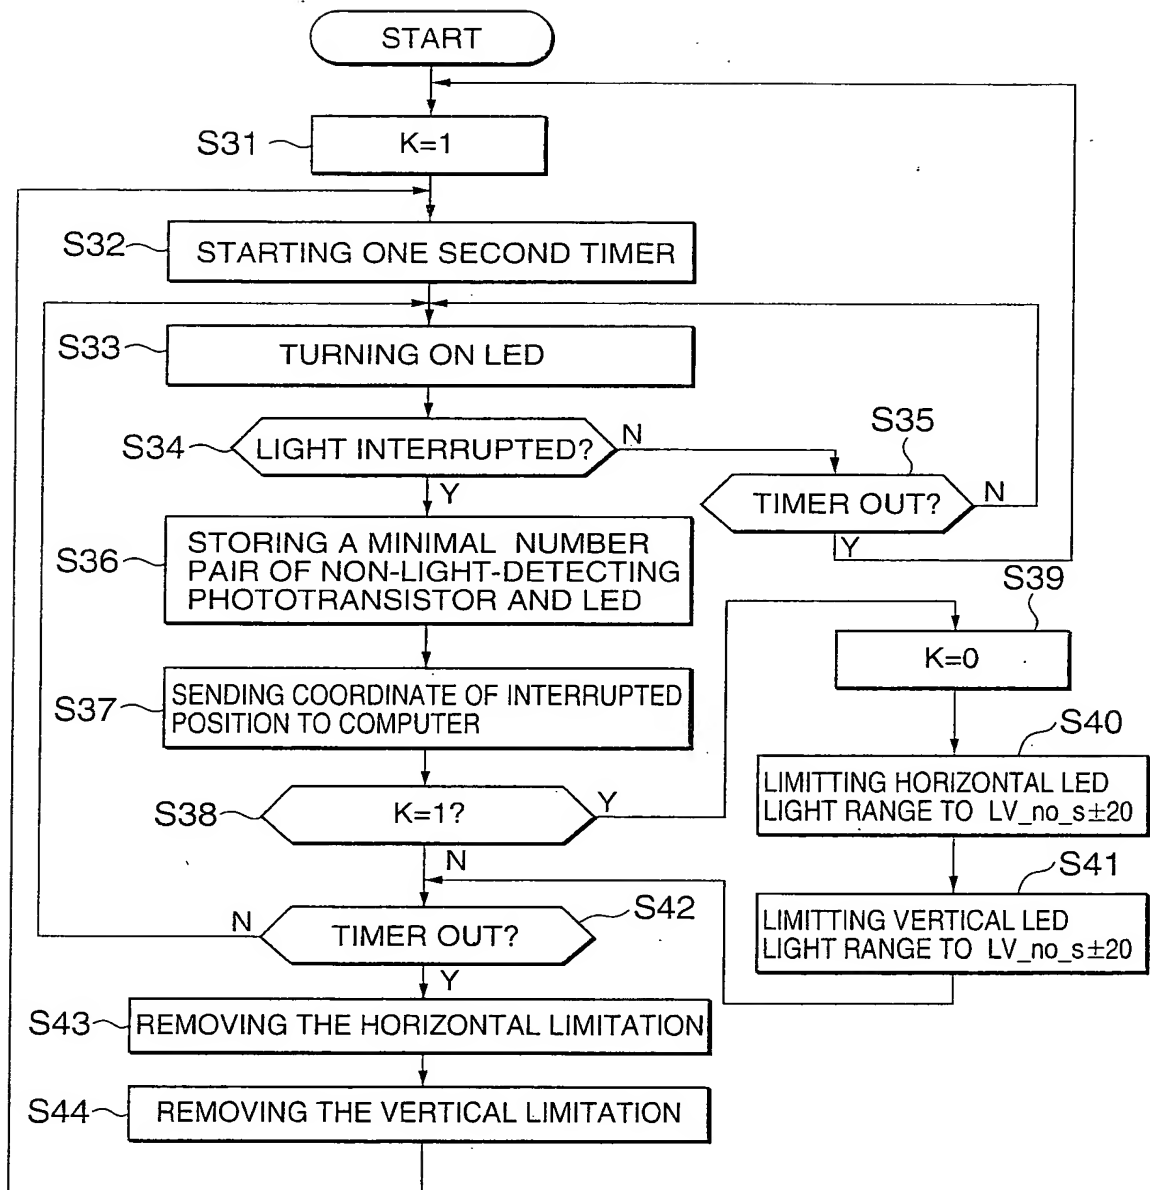 START
S31
K=1
S32
STARTING ONE SECOND TIMER
S33
TURNING ON LED
S34
LIGHT INTERRUPTED?
N
Y
S35
TIMER OUT?
N
Y
S36
STORING A MINIMAL NUMBER
PAIR OF NON-LIGHT-DETECTING
PHOTOTRANSISTOR AND LED
S37
SENDING COORDINATE OF INTERRUPTED
POSITION TO COMPUTER
S38
K=1?
Y
N
S39
K=0
S40
LIMITTING HORIZONTAL LED
LIGHT RANGE TO LV_no_s±20
S41
LIMITTING VERTICAL LED
LIGHT RANGE TO LV_no_s±20
S42
TIMER OUT?
N
Y
S43
REMOVING THE HORIZONTAL LIMITATION
S44
REMOVING THE VERTICAL LIMITATION